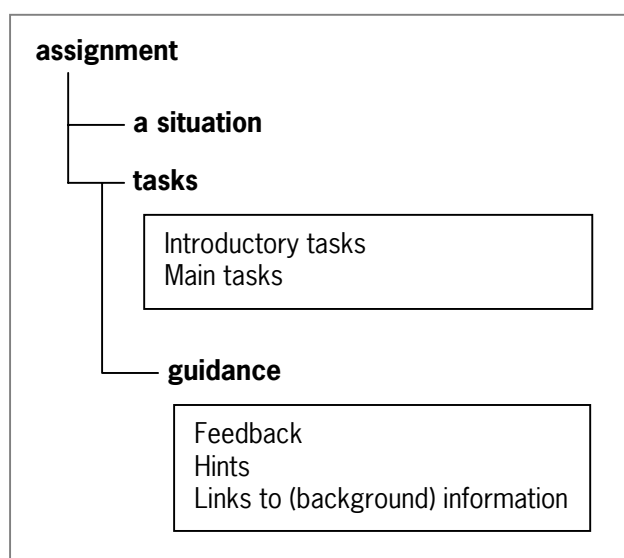 assignment
a situation
tasks
Introductory tasks
Main tasks
guidance
Feedback
Hints
Links to (background) information